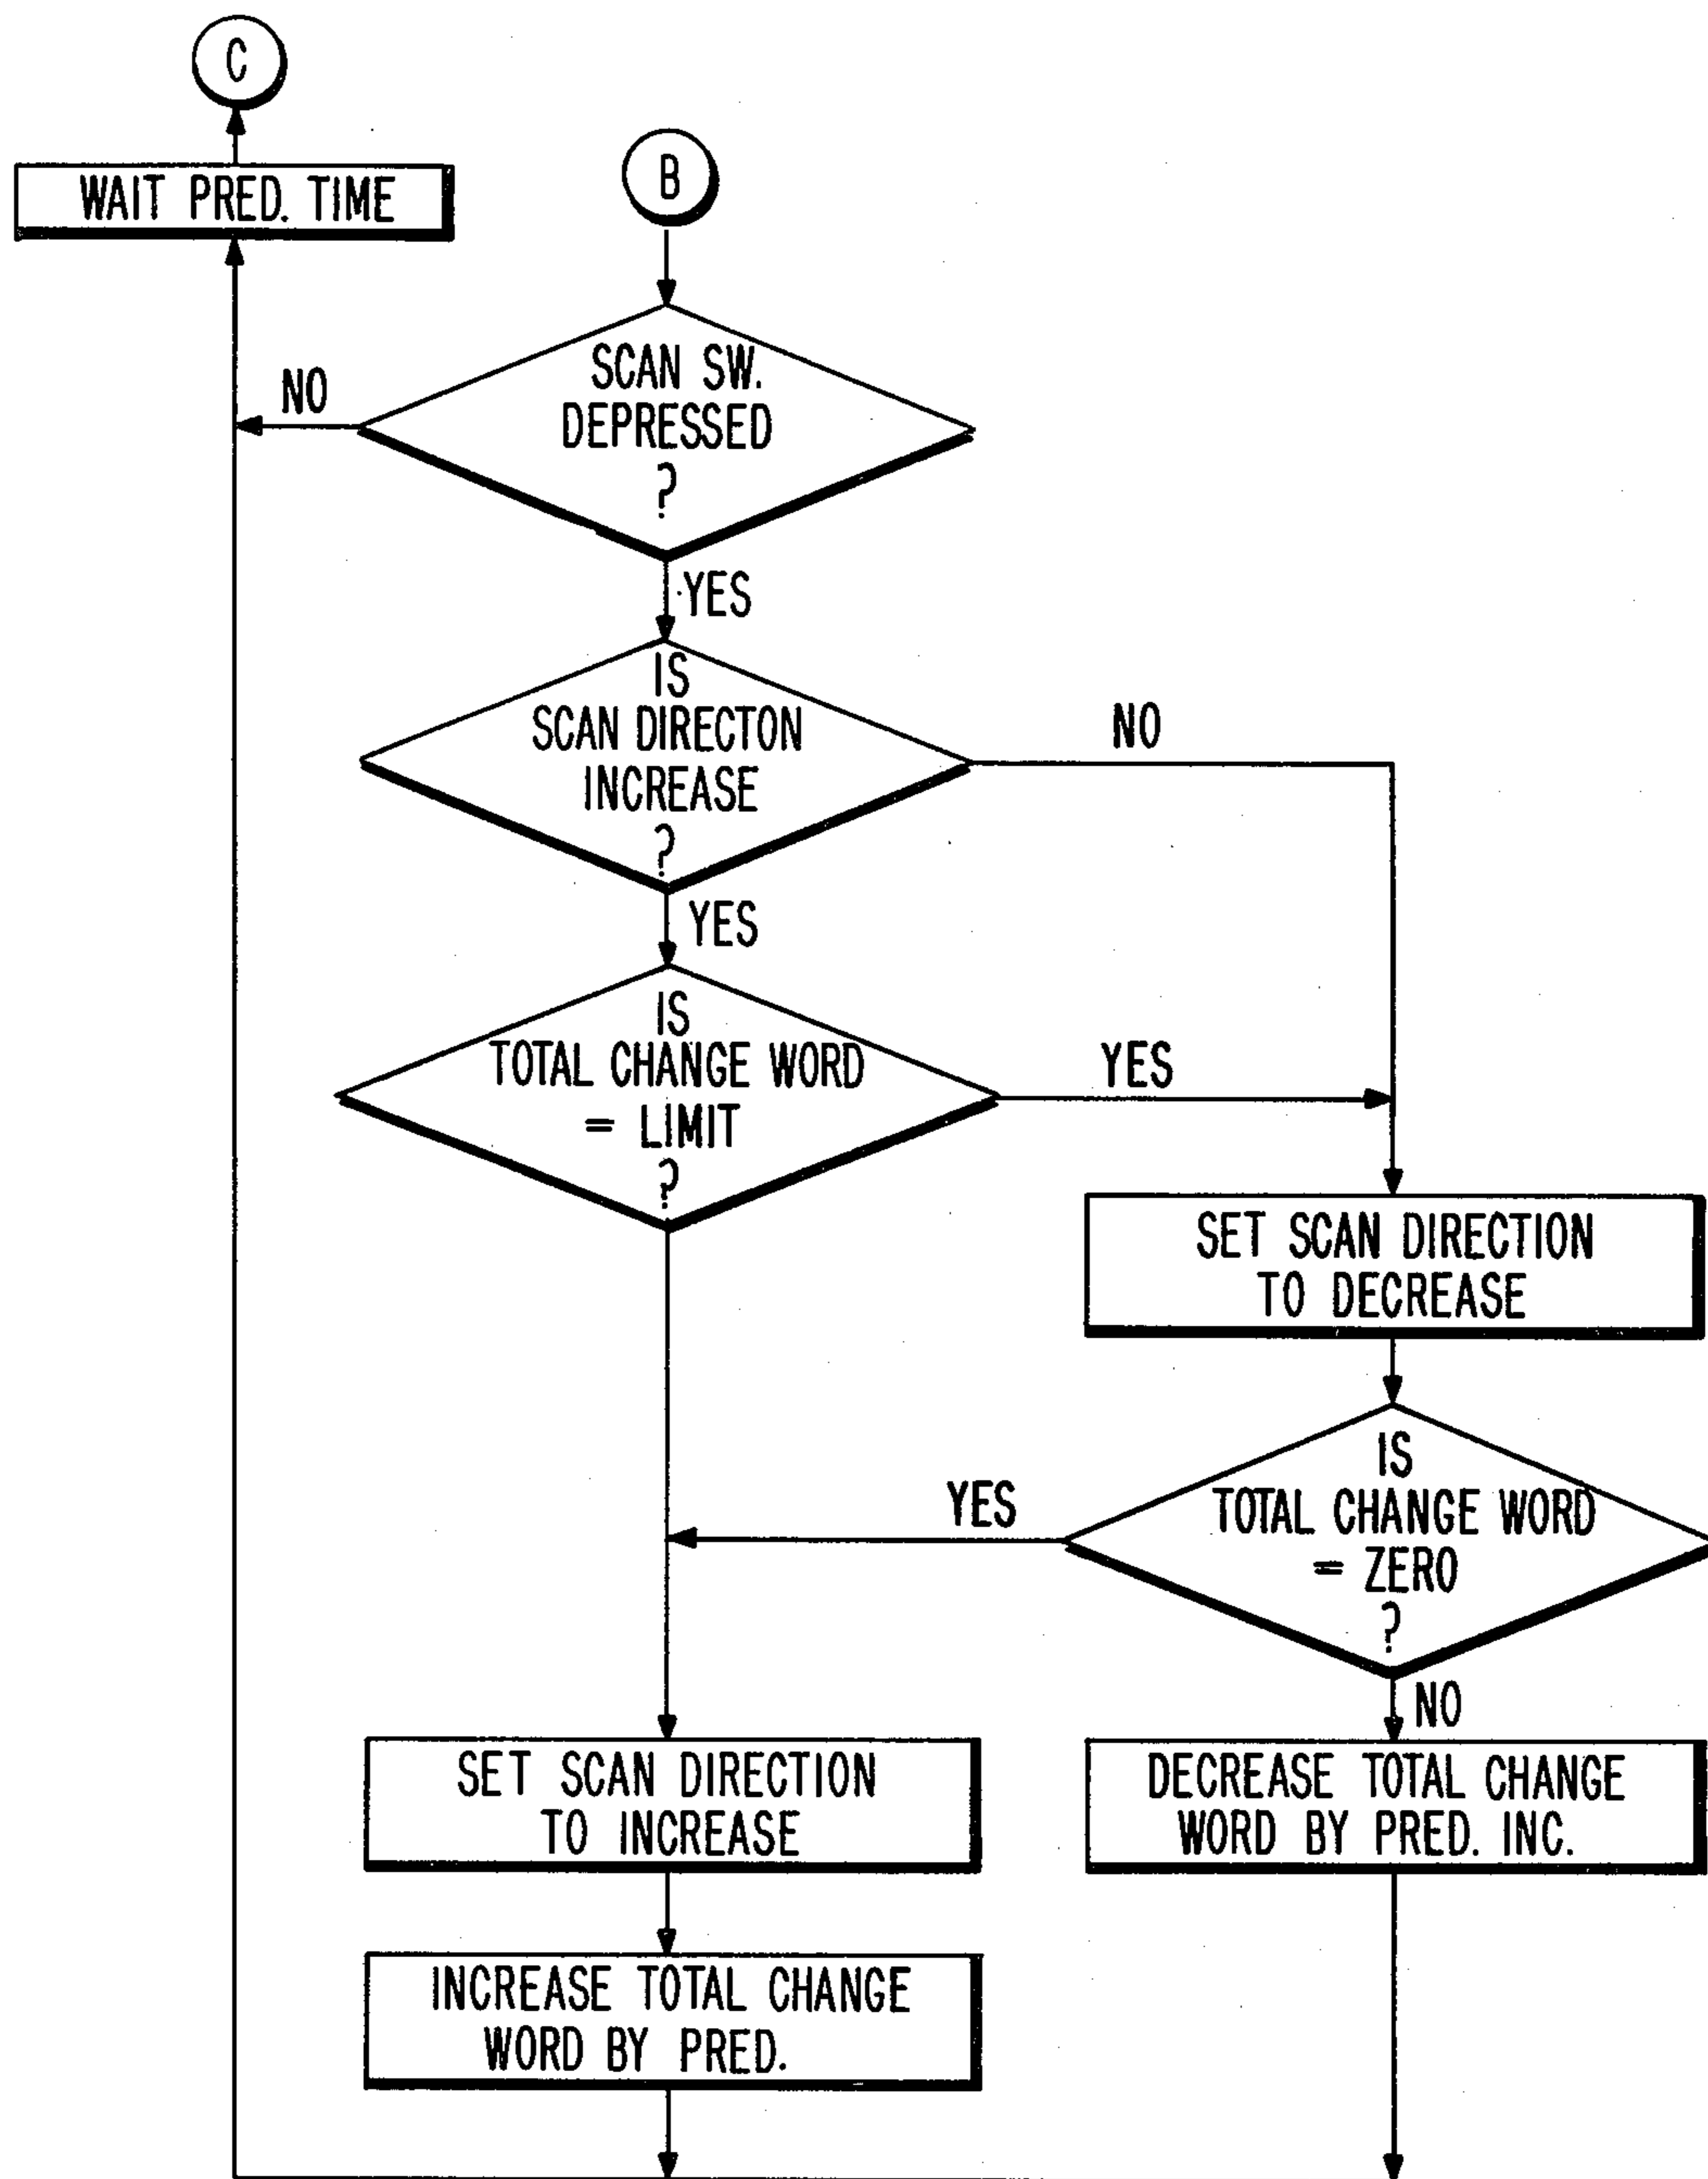 C
WAIT PRED. TIME
B
SCAN SW.
DEPRESSED
?
NO
YES
IS
SCAN DIRECTON
INCREASE
?
NO
YES
IS
TOTAL CHANGE WORD
= LIMIT
?
YES
SET SCAN DIRECTION
TO DECREASE
IS
TOTAL CHANGE WORD
= ZERO
?
YES
NO
SET SCAN DIRECTION
TO INCREASE
DECREASE TOTAL CHANGE
WORD BY PRED. INC.
INCREASE TOTAL CHANGE
WORD BY PRED.